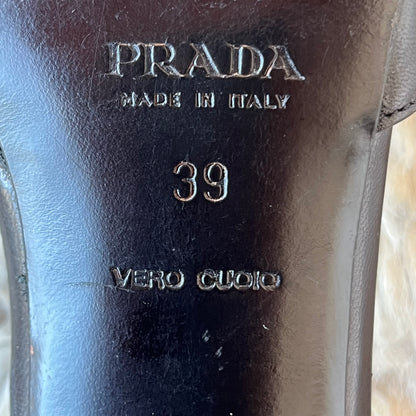 PRADA
MADE IN ITALY
39
VERO CUOIO